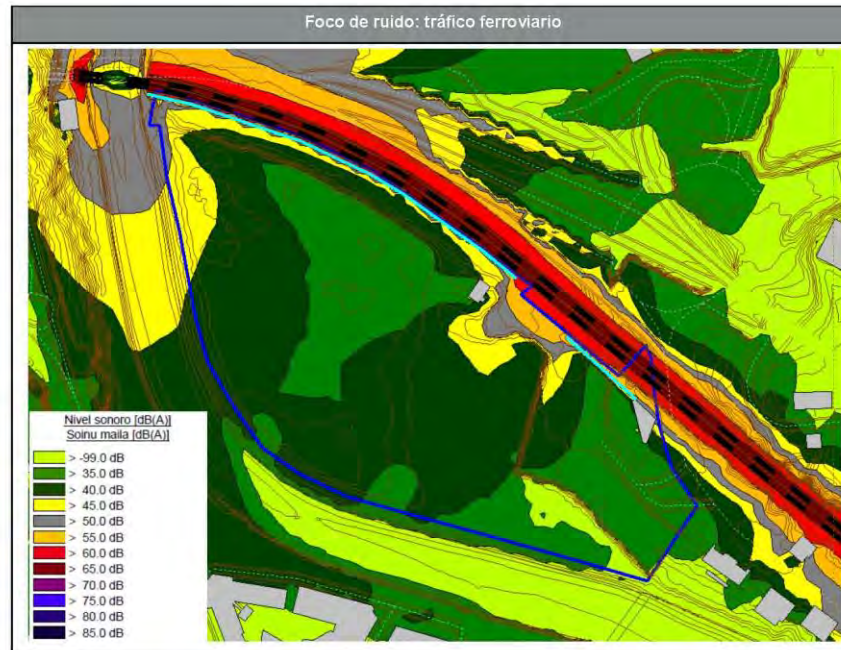 Foco de ruido: tráfico ferroviario
Nivel sonoro [dB(A)]
Soinu maila [dB(A)]
> -99.0 dB
> 35.0 dB
> 40.0 dB
> 45.0 dB
> 50.0 dB
> 55.0 dB
> 60.0 dB
> 65.0 dB
> 70.0 dB
> 75.0 dB
> 80.0 dB
> 85.0 dB